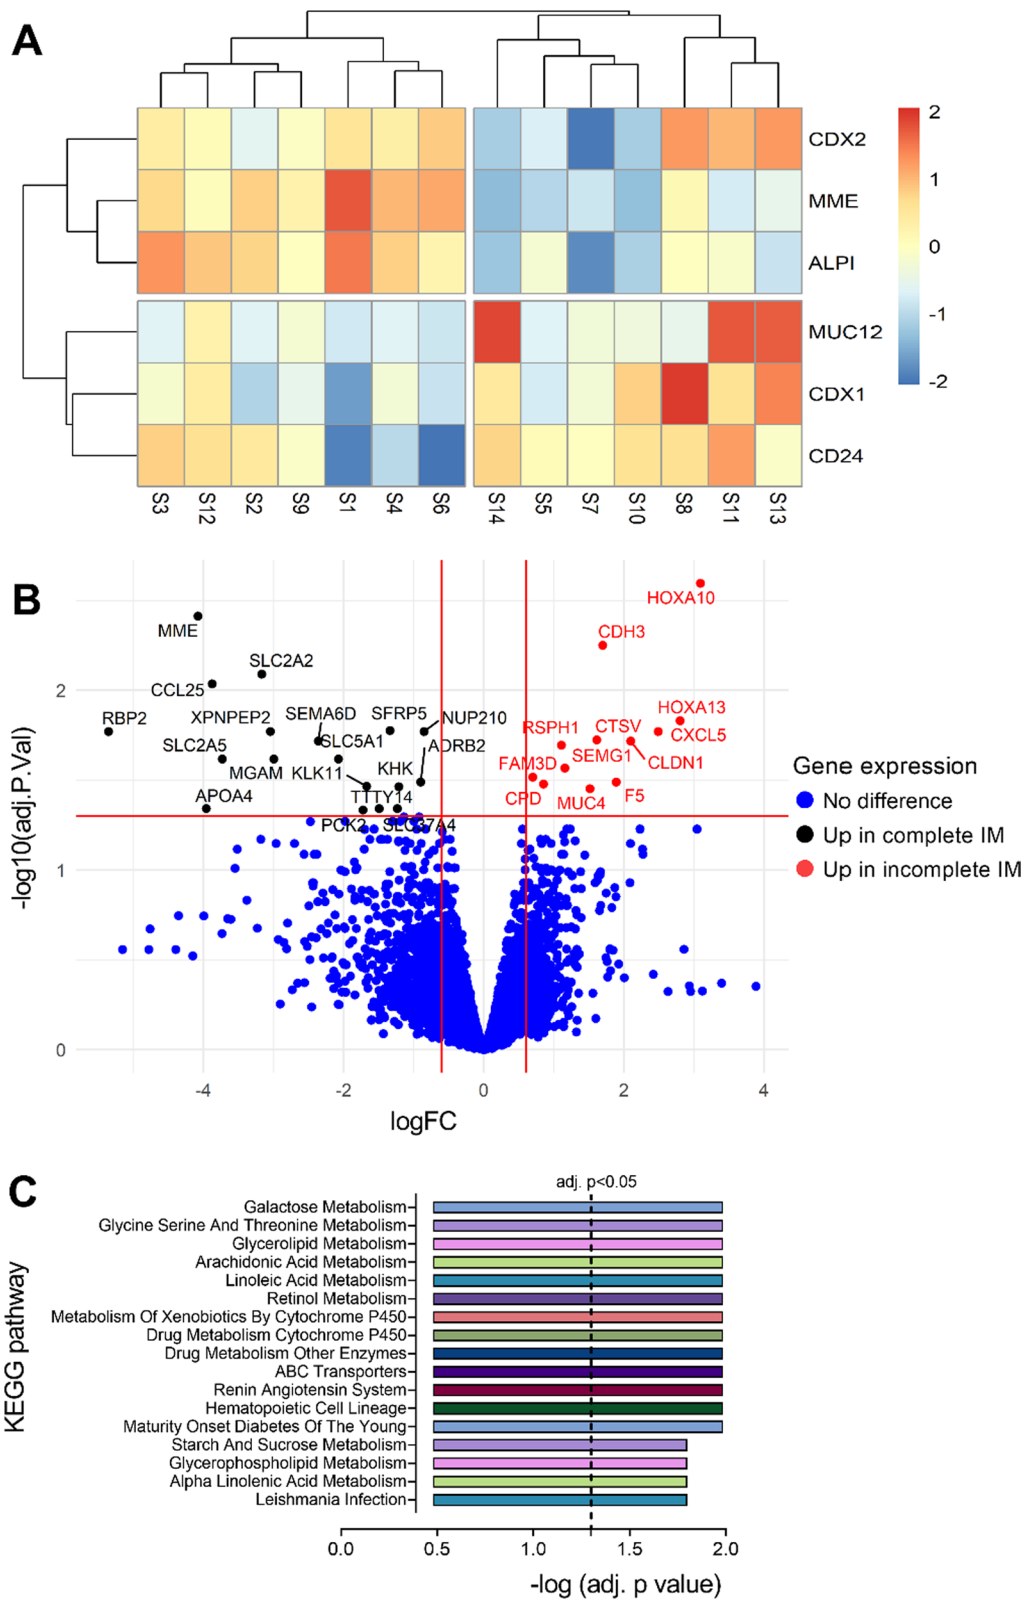 A
2
CDX2
1
MME
0
ALPI
-1
MUC12
-2
CDX1
CD24
S3 S12 S2 S9 S1 S4 S6 S14 S5 S7 S10 S8 S11 S13
B
HOXA10
MME
CDH3
SLC2A2
CCL25
2
RBP2 XPNPEP2 SEMA6D SFRP5 NUP210
HOXA13
RSPH1 CTSV CXCL5
SLC2A5 SLC5A1 ADRB2
SEMG1 CLDN1
MGAM KLK11 KHK FAM3D
APOA4 TTTY14 CPD MUC4 F5
PCK2 SLC37A4
1
0
-4 -2 0 2 4
logFC
-log10(adj.P.Val)
Gene expression
No difference
Up in complete IM
Up in incomplete IM
C
adj. p<0.05
KEGG pathway
Galactose Metabolism
Glycine Serine And Threonine Metabolism
Glycerolipid Metabolism
Arachidonic Acid Metabolism
Linoleic Acid Metabolism
Retinol Metabolism
Metabolism Of Xenobiotics By Cytochrome P450
Drug Metabolism Cytochrome P450
Drug Metabolism Other Enzymes
ABC Transporters
Renin Angiotensin System
Hematopoietic Cell Lineage
Maturity Onset Diabetes Of The Young
Starch And Sucrose Metabolism
Glycerophospholipid Metabolism
Alpha Linolenic Acid Metabolism
Leishmania Infection
0.0 0.5 1.0 1.5 2.0
-log (adj. p value)